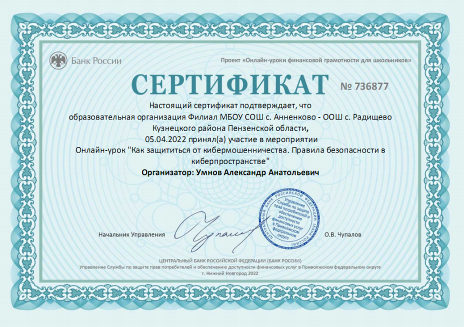 Банк России
Проект «Онлайн-уроки финансовой грамотности для школьников»
СЕРТИФИКАТ № 736877
Настоящий сертификат подтверждает, что
образовательная организация Филиал МБОУ СОШ с. Анненково - ООШ с. Радищево
Кузнецкого района Пензенской области,
05.04.2022 принял(а) участие в мероприятии
Онлайн-урок "Как защититься от кибермошенничества. Правила безопасности в
киберпространстве"
Организатор: Умнов Александр Анатольевич
Начальник Управления
О.В. Чупалов
ЦЕНТРАЛЬНЫЙ БАНК РОССИЙСКОЙ ФЕДЕРАЦИИ (БАНК РОССИИ)
Управление Службы по защите прав потребителей и обеспечению доступности финансовых услуг в Приволжском федеральном округе
г. Нижний Новгород 2022